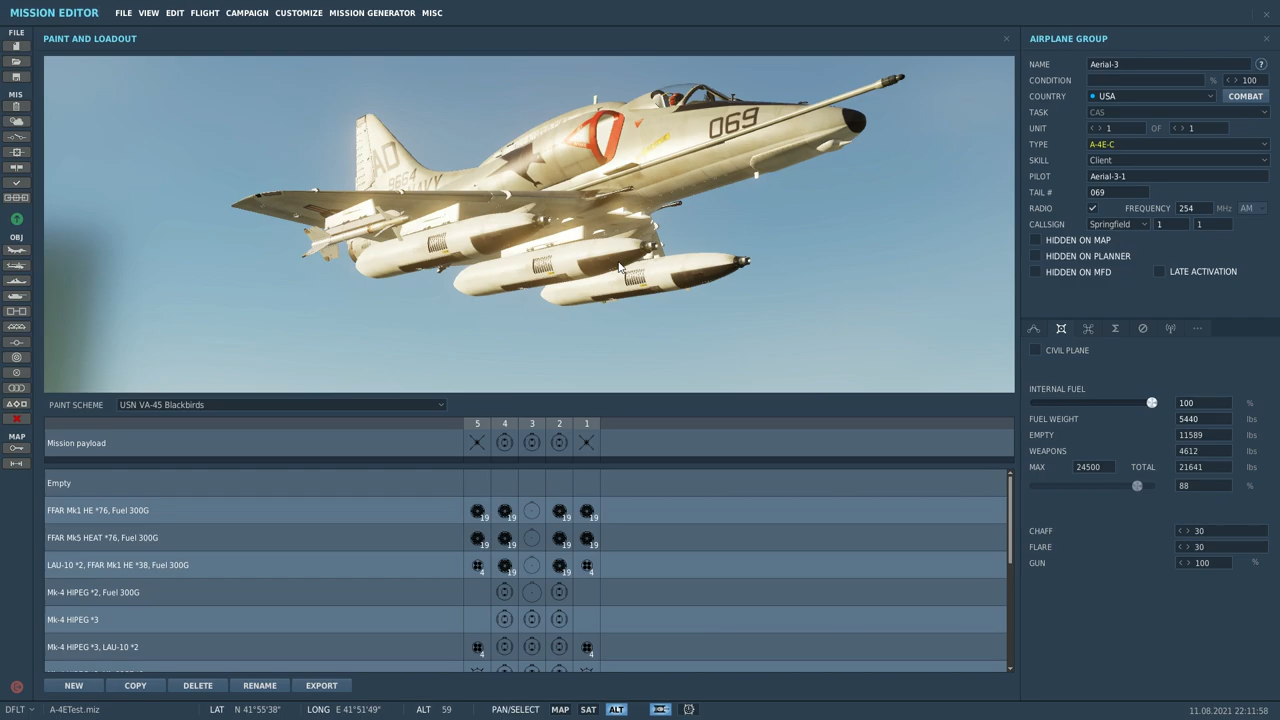 MISSION EDITOR FILE VIEW EDIT FLIGHT CAMPAIGN CUSTOMIZE MISSION GENERATOR MISC
FILE
MIS
OBJ
MAP
PAINT AND LOADOUT
069
AD
9664
NAVY
PAINT SCHEME USN VA-45 Blackbirds
5 4 3 2 1
Mission payload
Empty
FFAR Mk1 HE *76, Fuel 300G 19 19 19 19
FFAR Mk5 HEAT *76, Fuel 300G 19 19 19 19
LAU-10 *2, FFAR Mk1 HE *38, Fuel 300G 4 19 19 4
Mk-4 HIPEG *2, Fuel 300G
Mk-4 HIPEG *3
Mk-4 HIPEG *3, LAU-10 *2 4 4
NEW COPY DELETE RENAME EXPORT
AIRPLANE GROUP
NAME Aerial-3 ?
CONDITION % < > 100
COUNTRY USA COMBAT
TASK CAS
UNIT < > 1 OF < > 1
TYPE A-4E-C
SKILL Client
PILOT Aerial-3-1
TAIL # 069
RADIO FREQUENCY 254 MHz AM
CALLSIGN Springfield 1 1
HIDDEN ON MAP
HIDDEN ON PLANNER
HIDDEN ON MFD LATE ACTIVATION
CIVIL PLANE
INTERNAL FUEL
100 %
FUEL WEIGHT 5440 lbs
EMPTY 11589 lbs
WEAPONS 4612 lbs
MAX 24500 TOTAL 21641 lbs
88 %
CHAFF < > 30
FLARE < > 30
GUN < > 100 %
DFLT A-4ETest.miz LAT N 41°55'38" LONG E 41°51'49" ALT 59 PAN/SELECT MAP SAT ALT 11.08.2021 22:11:58